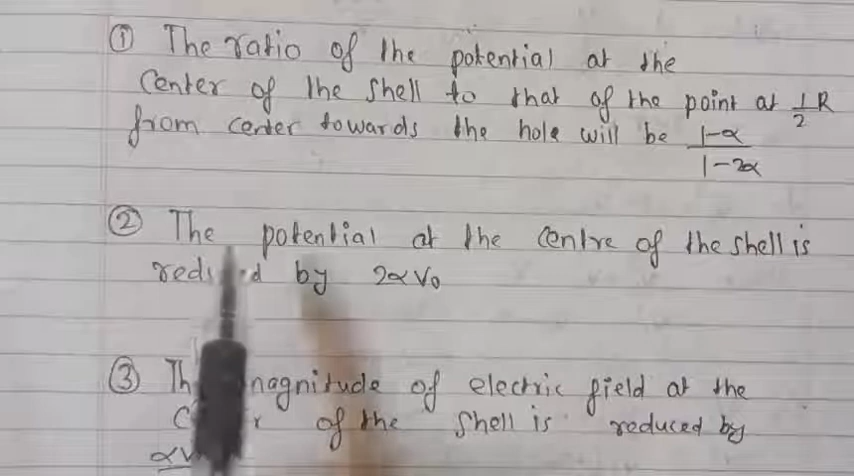 ① The ratio of the potential at the
Center of the shell to that of the point at 1/2 R
from center towards the hole will be 1-α / 1-2α
② The potential at the Centre of the shell is
by 2αV₀
③ magnitude of electric field at the
of the shell is reduced by